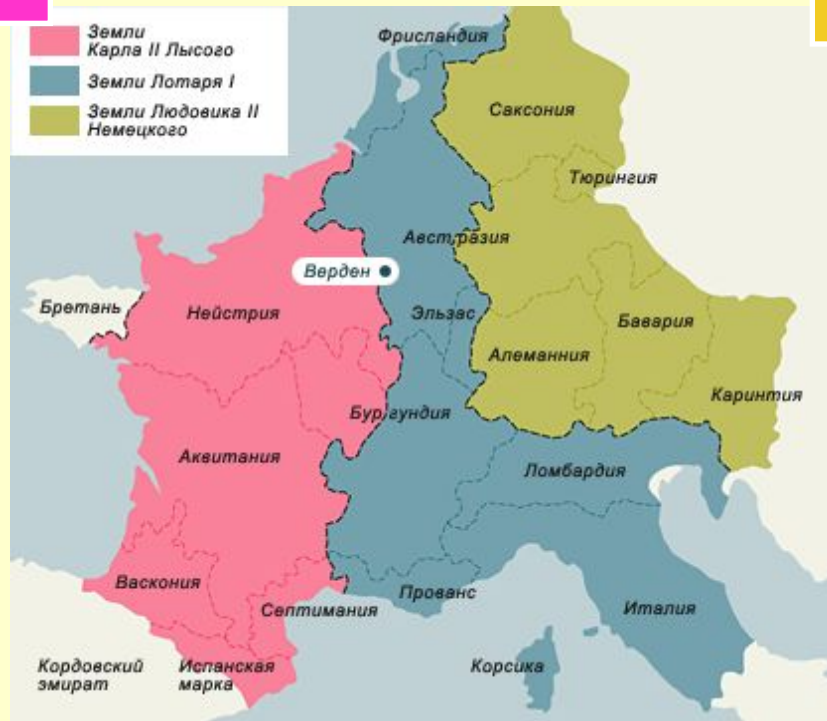 Земли
Карла II Лысого
Земли Лотаря I
Земли Людовика II
Немецкого
Фрисландия
Саксония
Тюрингия
Австразия
Верден
Бретань
Нейстрия
Эльзас
Бавария
Алеманния
Каринтия
Бургундия
Аквитания
Ломбардия
Васкония
Септимания
Прованс
Италия
Кордовский
эмират
Испанская
марка
Корсика